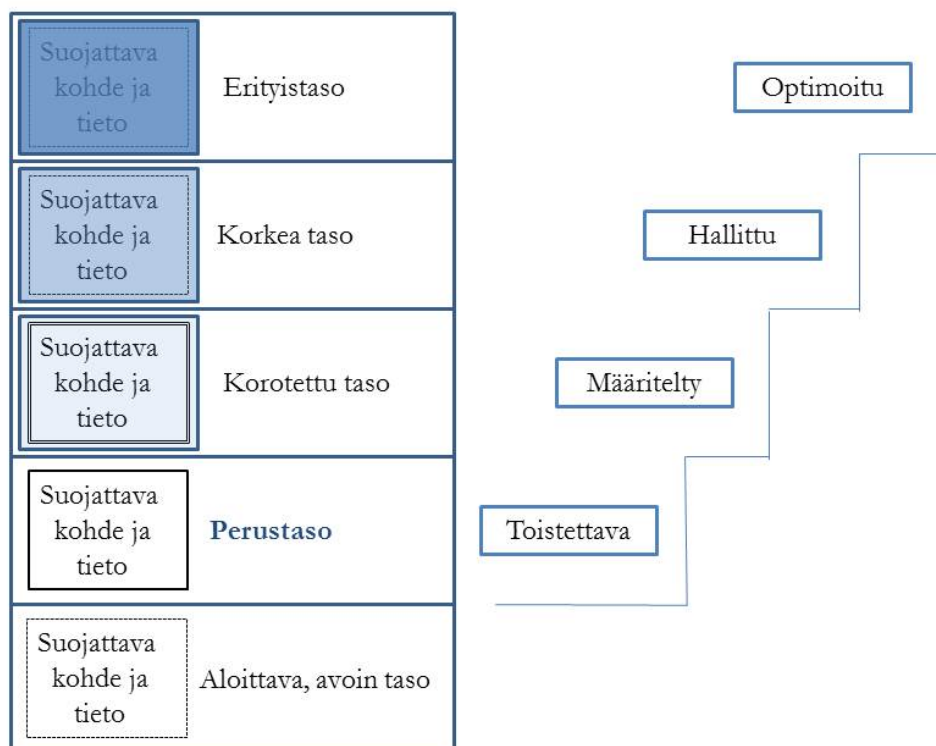 Suojattava
kohde ja
tieto
Erityistaso
Optimoitu
Suojattava
kohde ja
tieto
Korkea taso
Hallittu
Suojattava
kohde ja
tieto
Korotettu taso
Määritelty
Suojattava
kohde ja
tieto
Perustaso
Toistettava
Suojattava
kohde ja
tieto
Aloittava, avoin taso